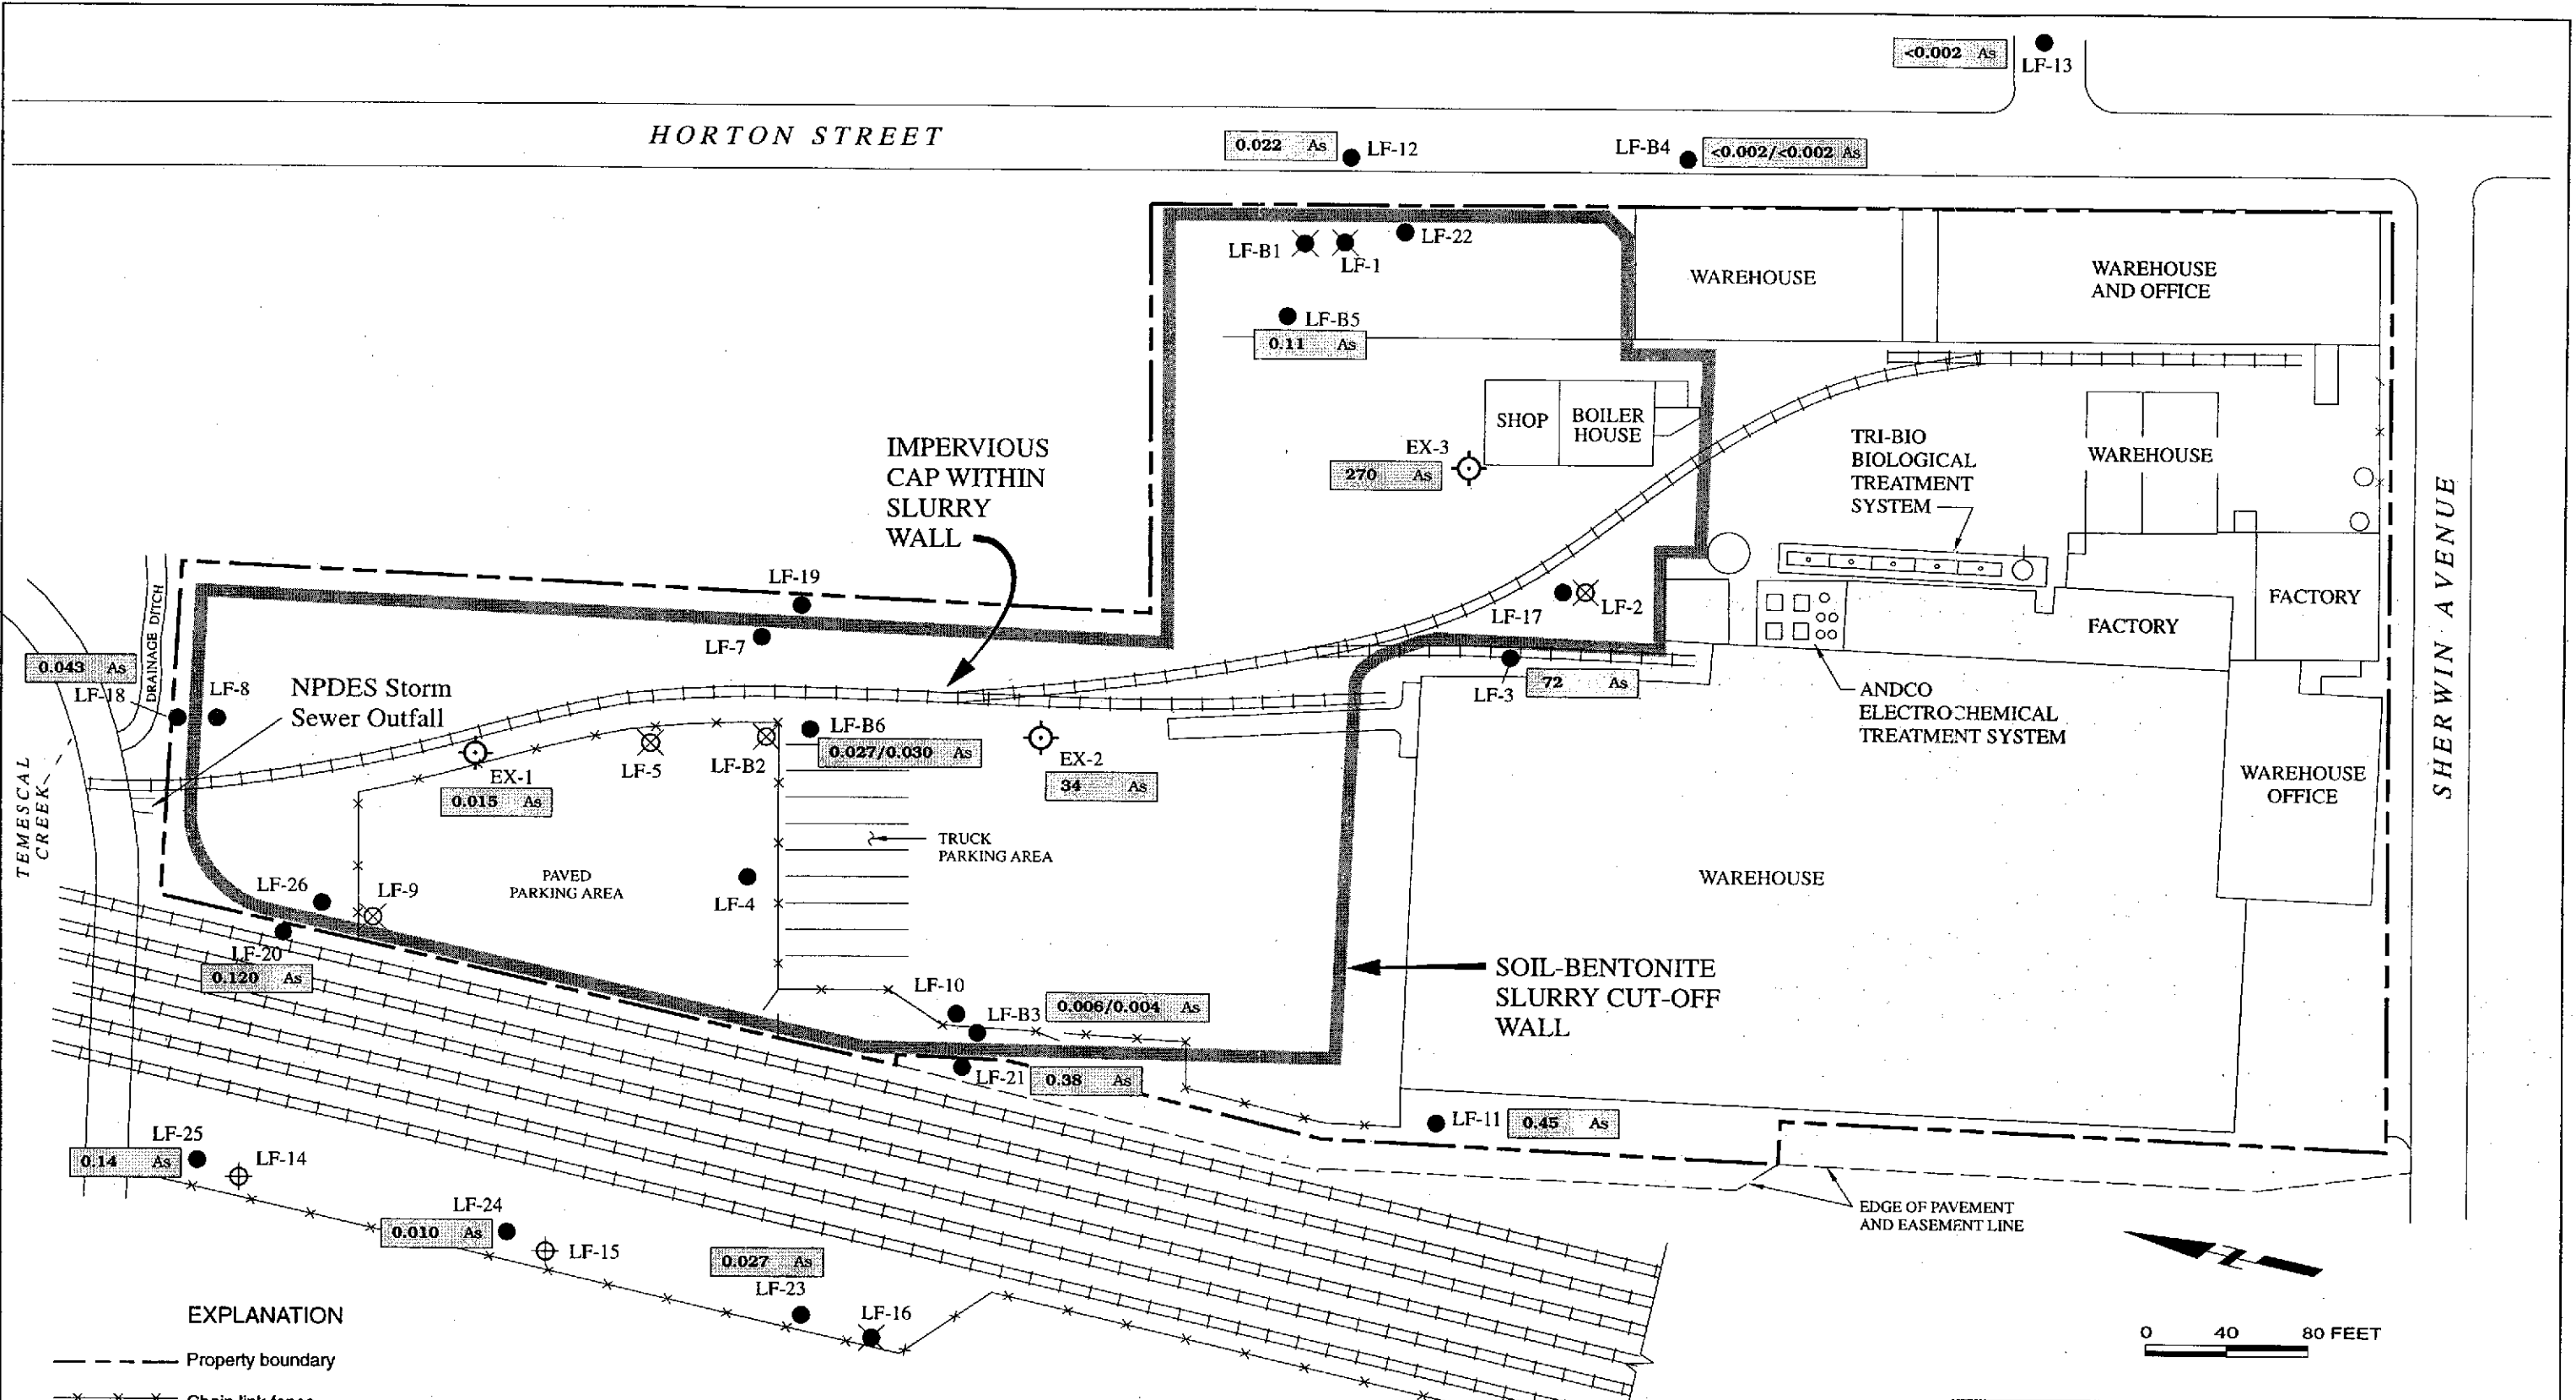 <0.002 As
LF-13
HORTON STREET
0.022 As
LF-12
LF-B4
<0.002/<0.002 As
LF-B1
LF-1
LF-22
WAREHOUSE
WAREHOUSE
AND OFFICE
LF-B5
0.11 As
SHOP
BOILER
HOUSE
EX-3
270 As
IMPERVIOUS
CAP WITHIN
SLURRY
WALL
TRI-BIO
BIOLOGICAL
TREATMENT
SYSTEM
WAREHOUSE
SHERWIN AVENUE
LF-19
LF-7
LF-17
LF-2
FACTORY
FACTORY
DRAINAGE DITCH
0.043 As
LF-18
LF-8
NPDES Storm
Sewer Outfall
LF-3
72 As
ANDCO
ELECTROCHEMICAL
TREATMENT SYSTEM
LF-B6
0.027/0.030 As
EX-1
0.015 As
LF-5
LF-B2
EX-2
34 As
WAREHOUSE
OFFICE
TEMESCAL
CREEK
TRUCK
PARKING AREA
PAVED
PARKING AREA
LF-26
LF-9
LF-4
WAREHOUSE
LF-20
0.120 As
LF-10
LF-B3
0.006/0.004 As
SOIL-BENTONITE
SLURRY CUT-OFF
WALL
LF-21
0.38 As
LF-11
0.45 As
LF-25
0.14 As
LF-14
LF-24
0.010 As
LF-15
0.027 As
LF-23
LF-16
EDGE OF PAVEMENT
AND EASEMENT LINE
EXPLANATION
Property boundary
Chain link fence
0 40 80 FEET